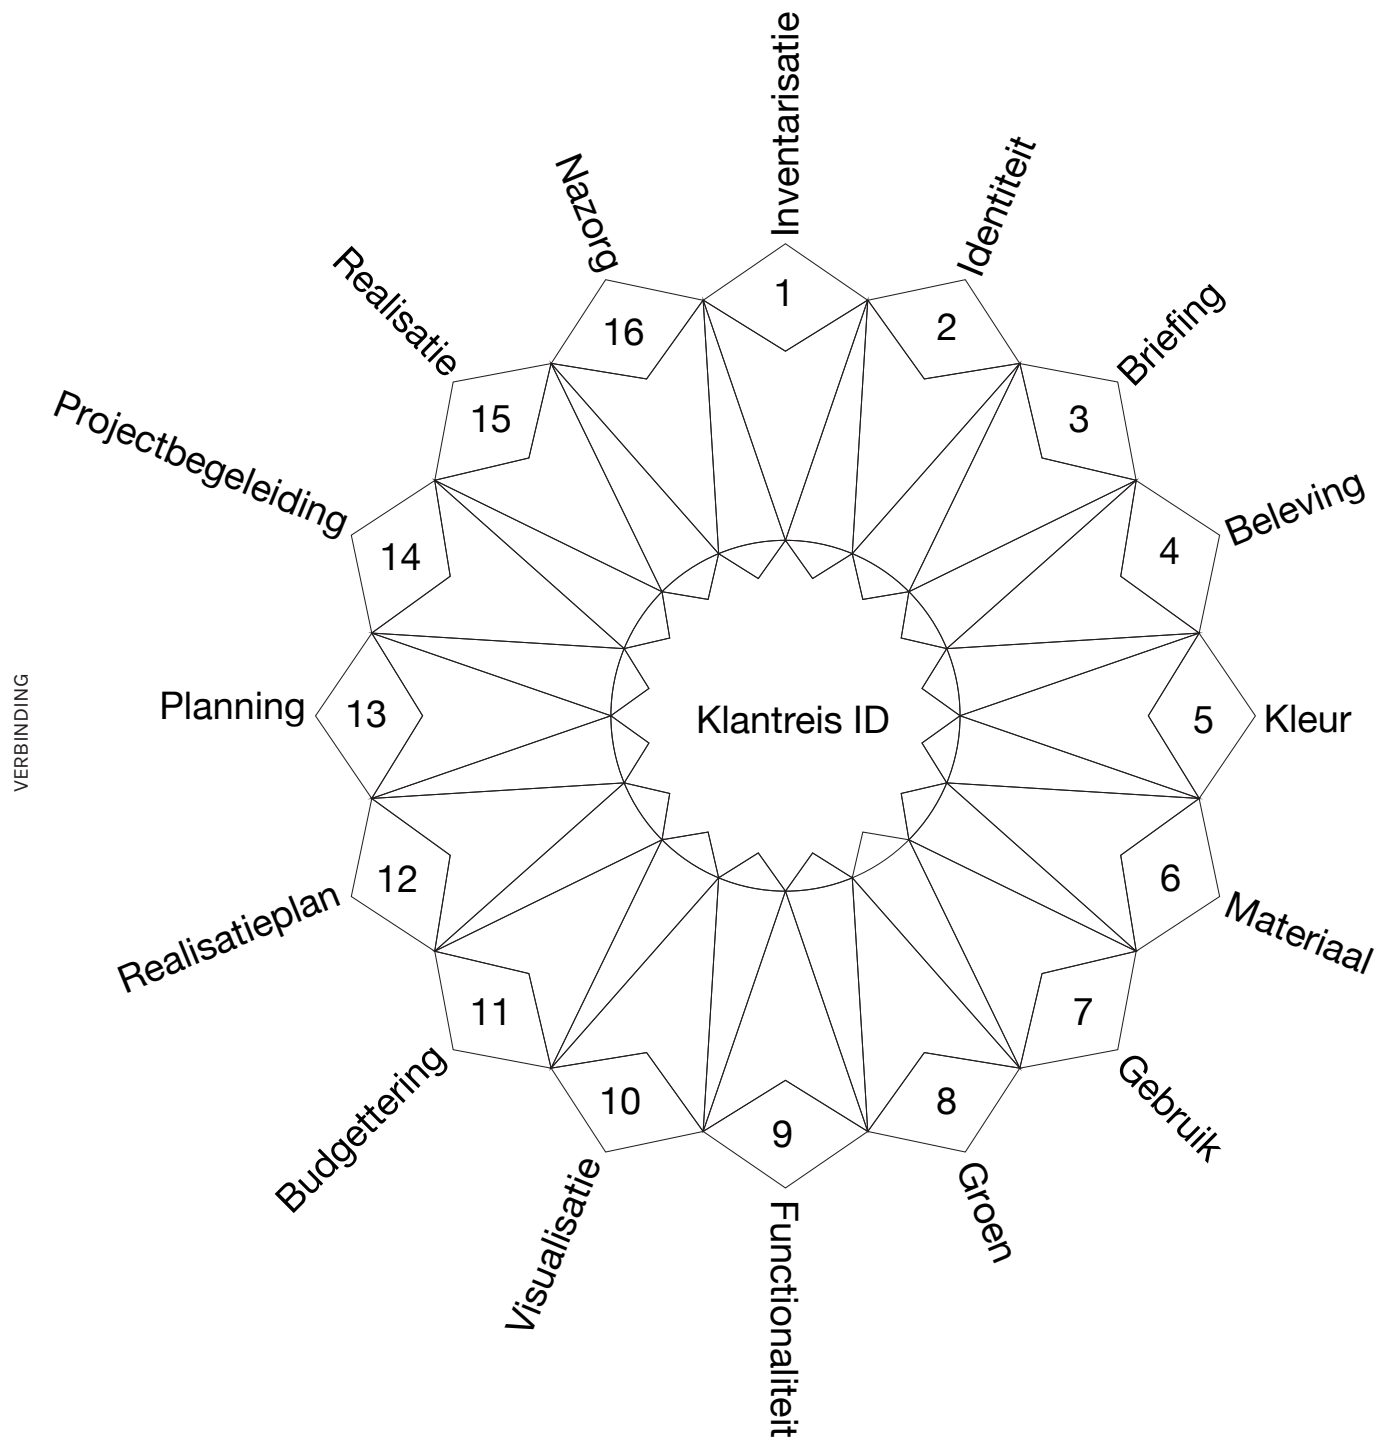 Inventarisatie
1
Identiteit
2
Briefing
3
Beleving
4
Kleur
5
Materiaal
6
Gebruik
7
Groen
8
Functionaliteit
9
Visualisatie
10
Budgettering
11
Realisatieplan
12
Planning
13
Projectbegeleiding
14
Realisatie
15
Nazorg
16
Klantreis ID
VERBINDING